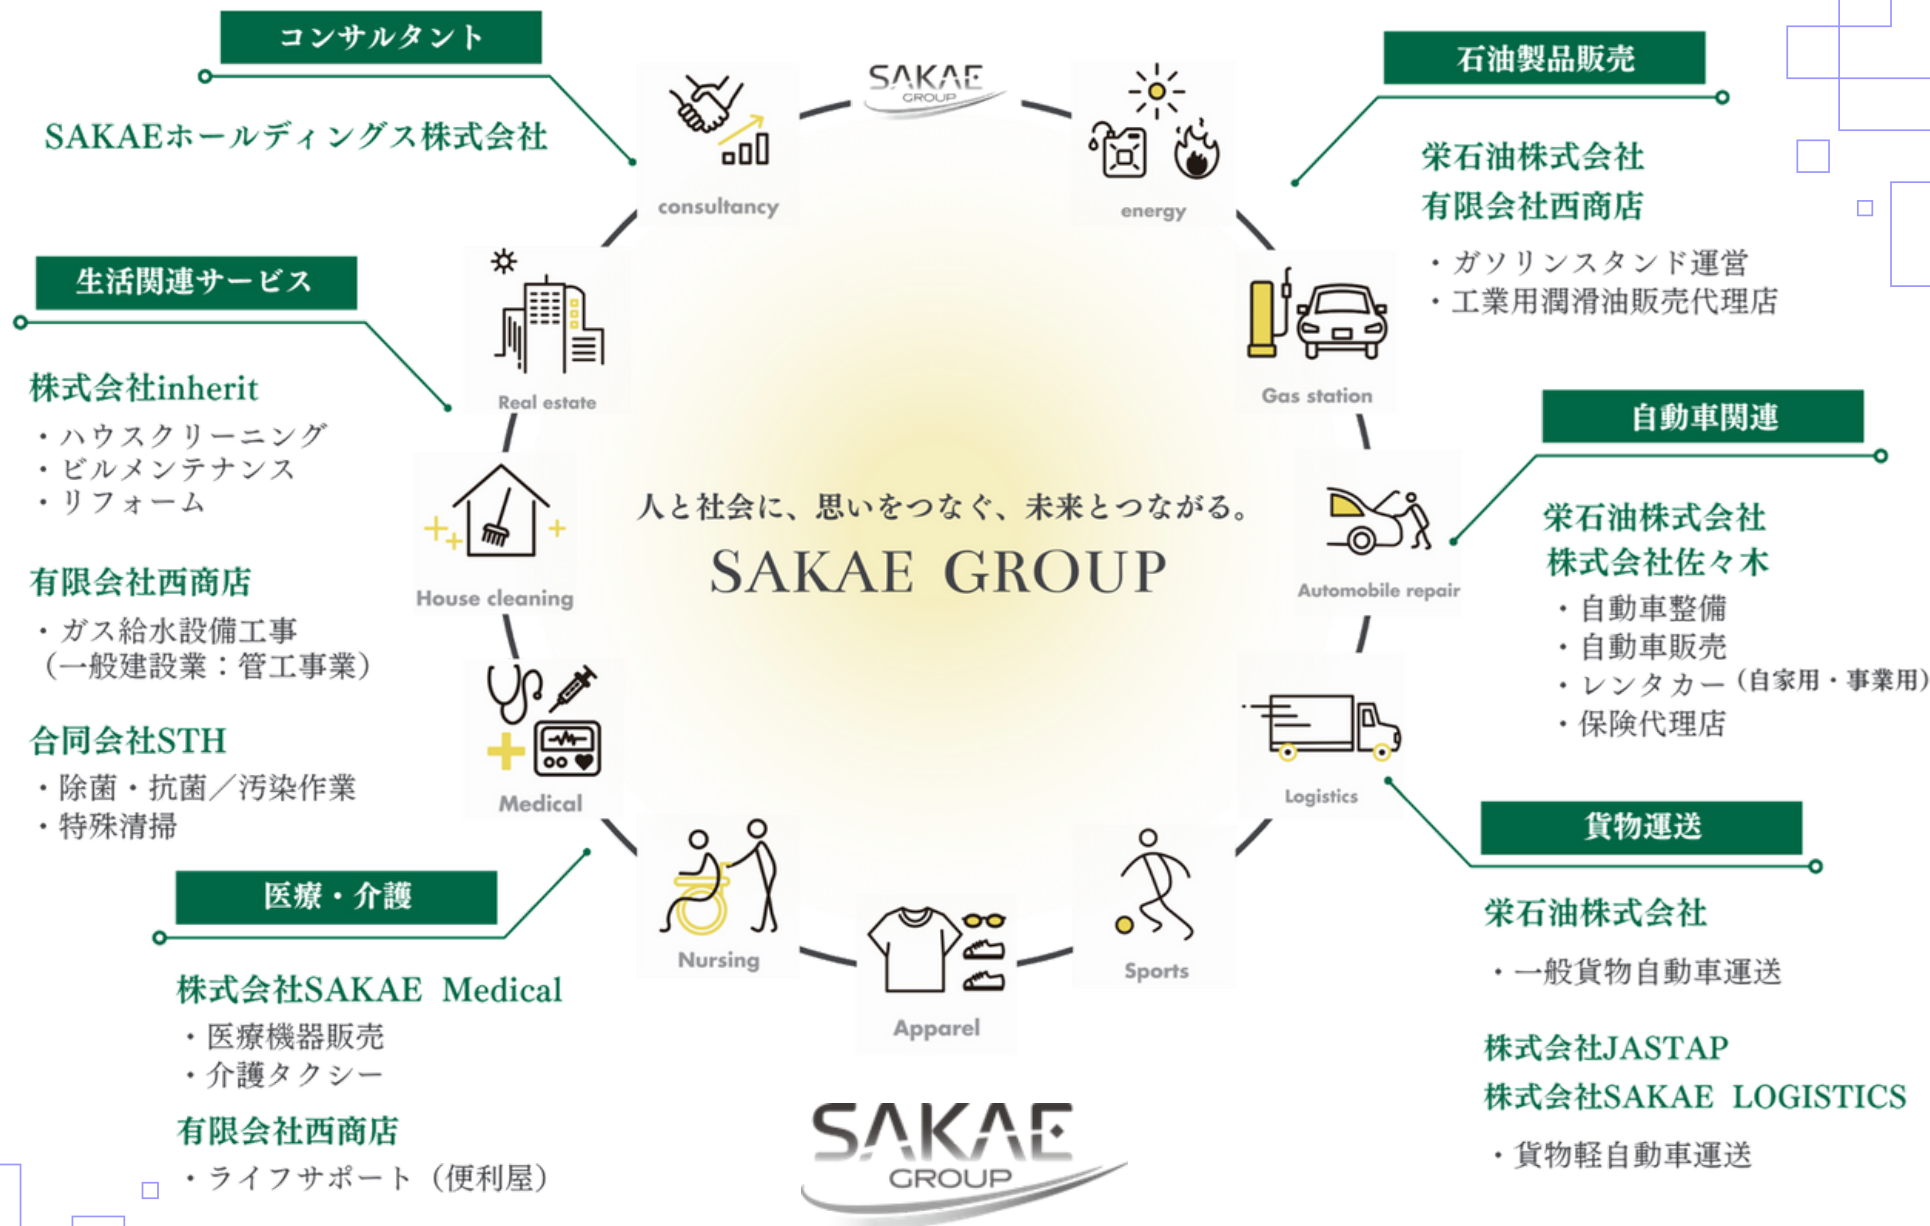 コンサルタント
SAKAEホールディングス株式会社
生活関連サービス
株式会社inherit
・ハウスクリーニング
・ビルメンテナンス
・リフォーム
有限会社西商店
・ガス給水設備工事
（一般建設業：管工事業）
合同会社STH
・除菌・抗菌／汚染作業
・特殊清掃
医療・介護
株式会社SAKAE Medical
・医療機器販売
・介護タクシー
有限会社西商店
・ライフサポート（便利屋）
SAKAE
GROUP
consultancy
energy
Real estate
Gas station
House cleaning
Automobile repair
Medical
Logistics
Nursing
Sports
Apparel
人と社会に、思いをつなぐ、未来とつながる。
SAKAE GROUP
SAKAE
GROUP
石油製品販売
栄石油株式会社
有限会社西商店
・ガソリンスタンド運営
・工業用潤滑油販売代理店
自動車関連
栄石油株式会社
株式会社佐々木
・自動車整備
・自動車販売
・レンタカー（自家用・事業用）
・保険代理店
貨物運送
栄石油株式会社
・一般貨物自動車運送
株式会社JASTAP
株式会社SAKAE LOGISTICS
・貨物軽自動車運送